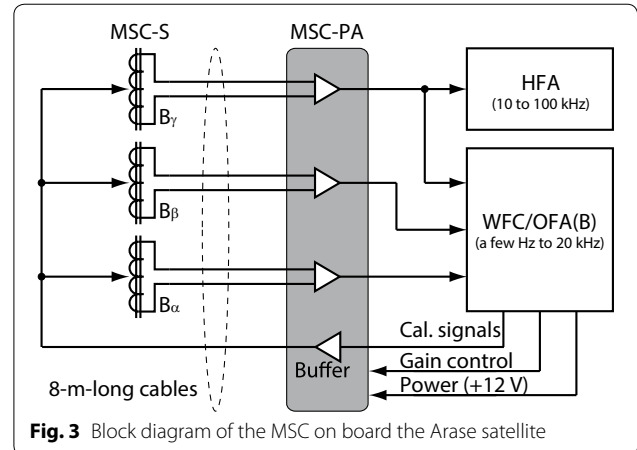 MSC-S
MSC-PA
HFA
(10 to 100 kHz)
Bγ
Bβ
WFC/OFA(B)
(a few Hz to 20 kHz)
Bα
Cal. signals
Buffer
Gain control
8-m-long cables
Power (+12 V)
Fig. 3 Block diagram of the MSC on board the Arase satellite